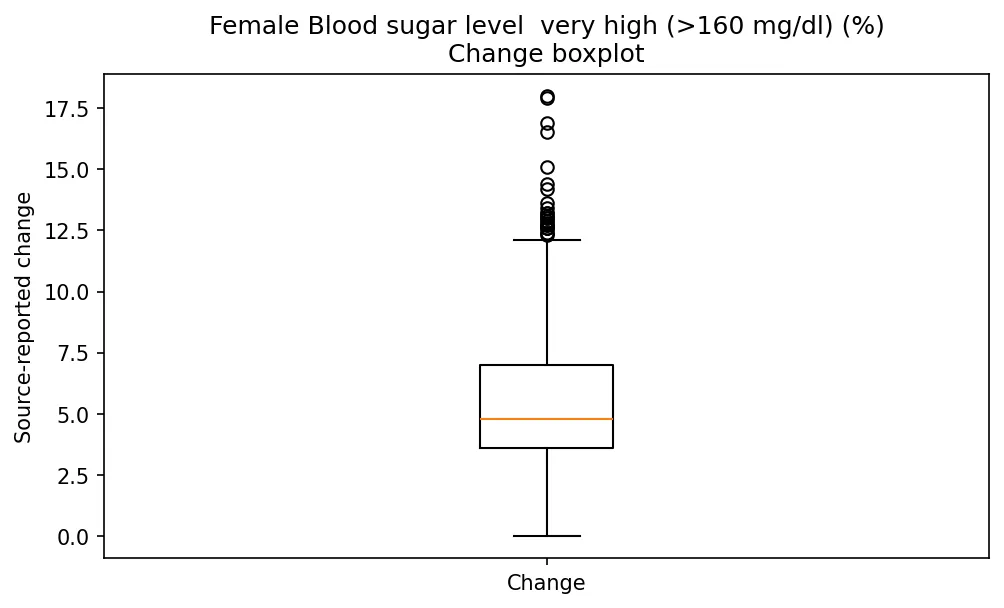 Female Blood sugar level  very high (>160 mg/dl) (%)
Change boxplot
Source-reported change
17.5
15.0
12.5
10.0
7.5
5.0
2.5
0.0
Change